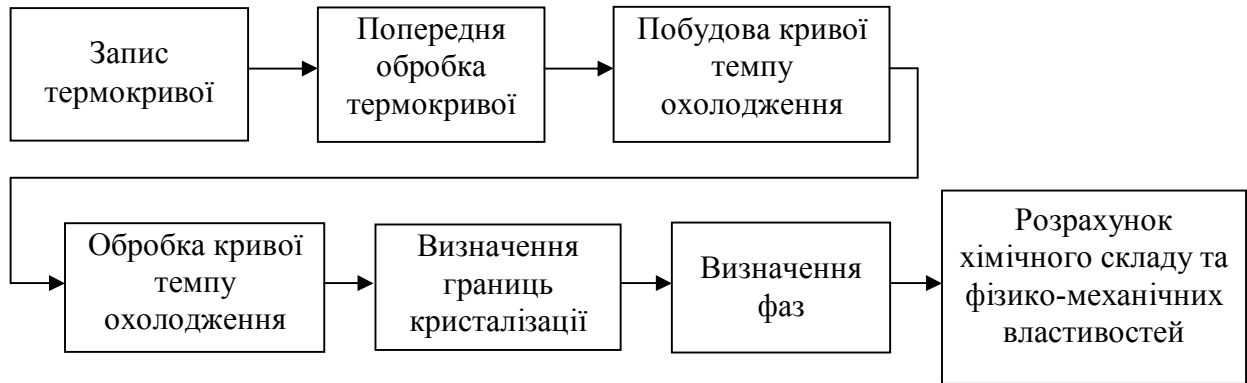 Запис
термокривої
Попередня
обробка
термокривої
Побудова кривої
темпу
охолодження
Обробка кривої
темпу
охолодження
Визначення
границь
кристалізації
Визначення
фаз
Розрахунок
хімічного складу та
фізико-механічних
властивостей